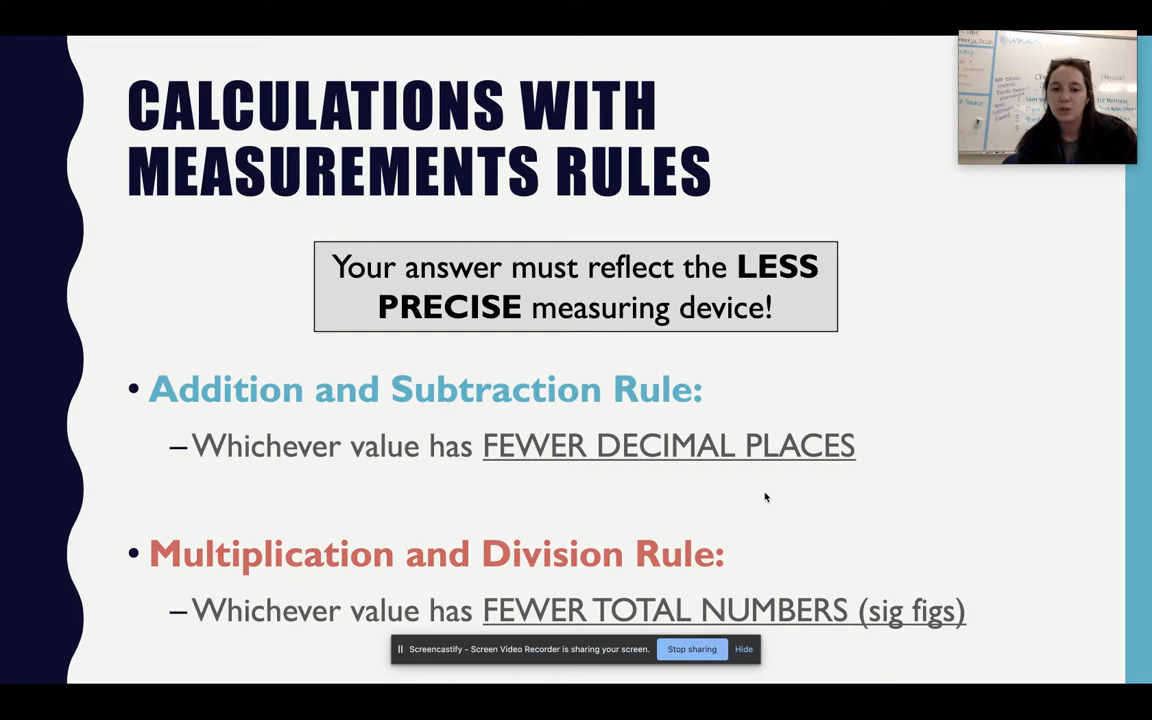 CALCULATIONS WITH
MEASUREMENTS RULES
Your answer must reflect the LESS
PRECISE measuring device!
• Addition and Subtraction Rule:
–Whichever value has FEWER DECIMAL PLACES
• Multiplication and Division Rule:
–Whichever value has FEWER TOTAL NUMBERS (sig figs)
Screencastify - Screen Video Recorder is sharing your screen. Stop sharing Hide